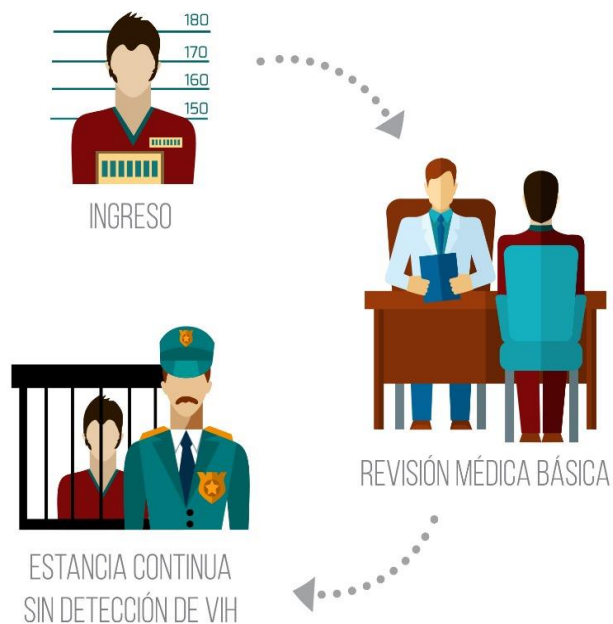 180
170
160
150
INGRESO
REVISIÓN MÉDICA BÁSICA
ESTANCIA CONTINUA
SIN DETECCIÓN DE VIH